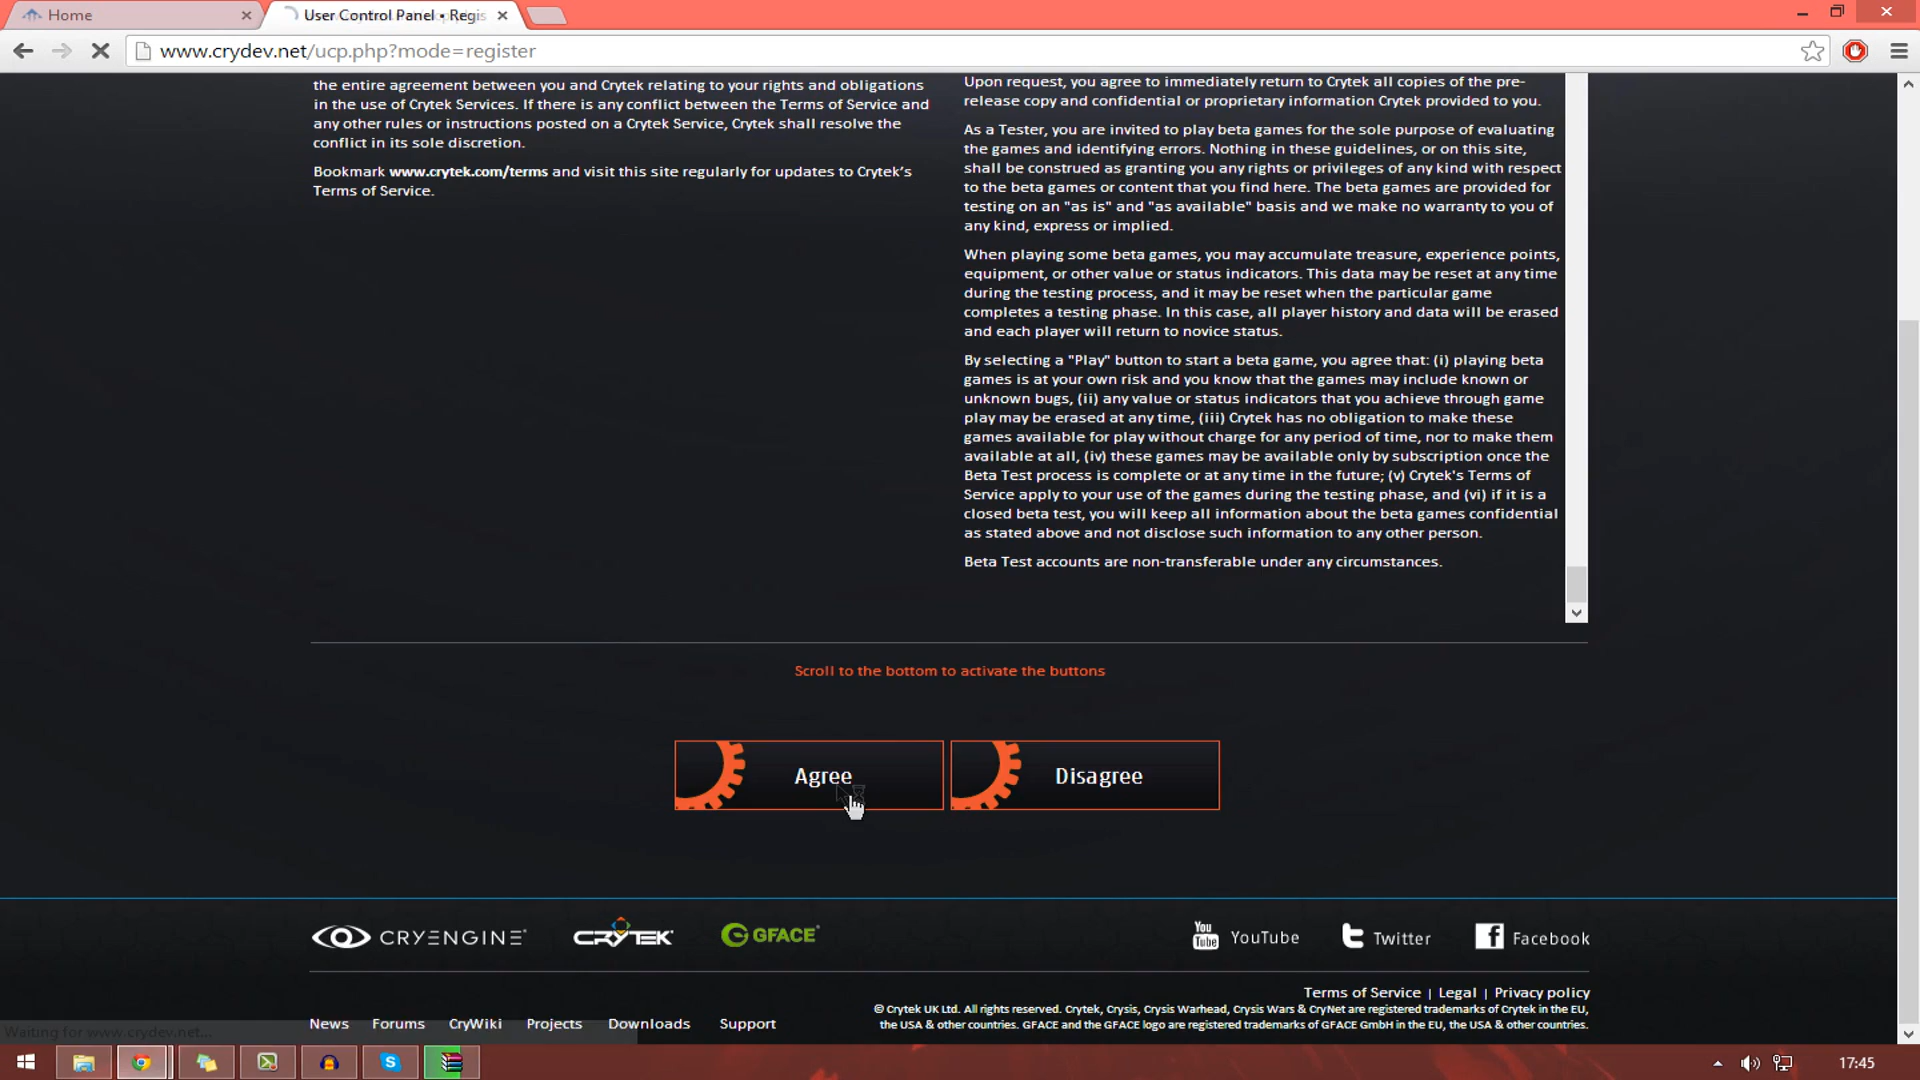 Home
User Control Panel • Regis
www.crydev.net/ucp.php?mode=register
the entire agreement between you and Crytek relating to your rights and obligations
in the use of Crytek Services. If there is any conflict between the Terms of Service and
any other rules or instructions posted on a Crytek Service, Crytek shall resolve the
conflict in its sole discretion.
Bookmark www.crytek.com/terms and visit this site regularly for updates to Crytek's
Terms of Service.
Upon request, you agree to immediately return to Crytek all copies of the pre-
release copy and confidential or proprietary information Crytek provided to you.
As a Tester, you are invited to play beta games for the sole purpose of evaluating
the games and identifying errors. Nothing in these guidelines, or on this site,
shall be construed as granting you any rights or privileges of any kind with respect
to the beta games or content that you find here. The beta games are provided for
testing on an "as is" and "as available" basis and we make no warranty to you of
any kind, express or implied.
When playing some beta games, you may accumulate treasure, experience points,
equipment, or other value or status indicators. This data may be reset at any time
during the testing process, and it may be reset when the particular game
completes a testing phase. In this case, all player history and data will be erased
and each player will return to novice status.
By selecting a "Play" button to start a beta game, you agree that: (i) playing beta
games is at your own risk and you know that the games may include known or
unknown bugs, (ii) any value or status indicators that you achieve through game
play may be erased at any time, (iii) Crytek has no obligation to make these
games available for play without charge for any period of time, nor to make them
available at all, (iv) these games may be available only by subscription once the
Beta Test process is complete or at any time in the future; (v) Crytek's Terms of
Service apply to your use of the games during the testing phase, and (vi) if it is a
closed beta test, you will keep all information about the beta games confidential
as stated above and not disclose such information to any other person.
Beta Test accounts are non-transferable under any circumstances.
Scroll to the bottom to activate the buttons
Agree
Disagree
CRYENGINE®
CRYTEK
GFACE
You Tube YouTube
Twitter
Facebook
Terms of Service | Legal | Privacy policy
© Crytek UK Ltd. All rights reserved. Crytek, Crysis, Crysis Warhead, Crysis Wars & CryNet are registered trademarks of Crytek in the EU,
the USA & other countries. GFACE and the GFACE logo are registered trademarks of GFACE GmbH in the EU, the USA & other countries.
News Forums CryWiki Projects Downloads Support
Waiting for www.crydev.net...
17:45